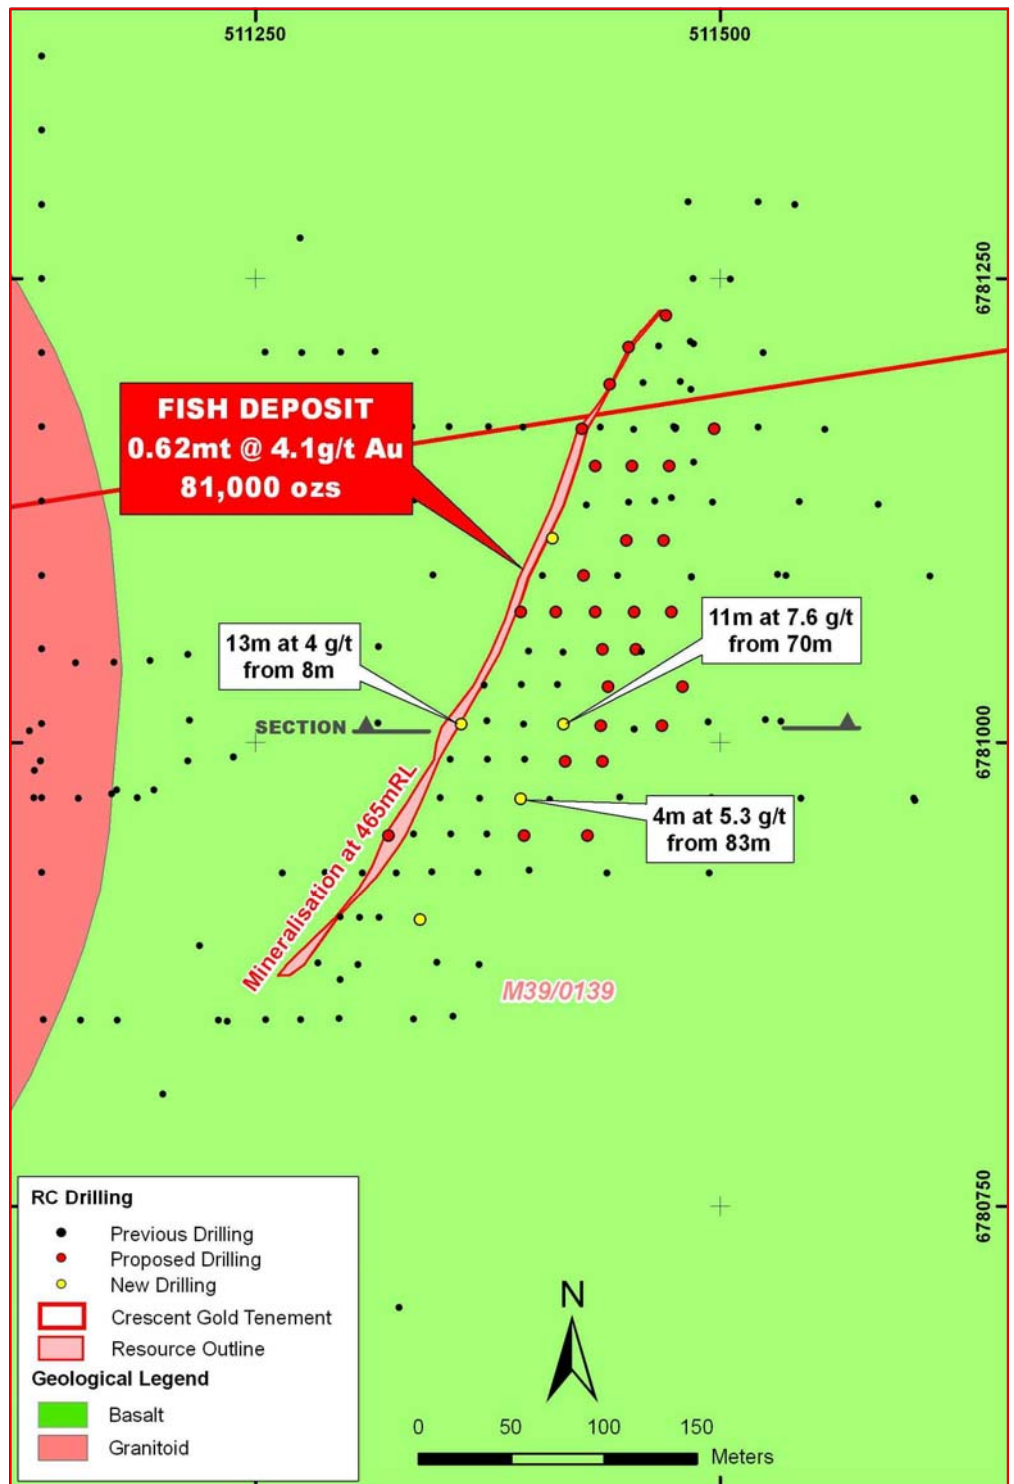 511250
511500
6781250
FISH DEPOSIT
0.62mt @ 4.1g/t Au
81,000 ozs
11m at 7.6 g/t
from 70m
13m at 4 g/t
from 8m
SECTION
6781000
Mineralisation at 465mRL
4m at 5.3 g/t
from 83m
M39/0139
6780750
RC Drilling
Previous Drilling
Proposed Drilling
New Drilling
Crescent Gold Tenement
Resource Outline
Geological Legend
Basalt
Granitoid
N
0 50 100 150
Meters